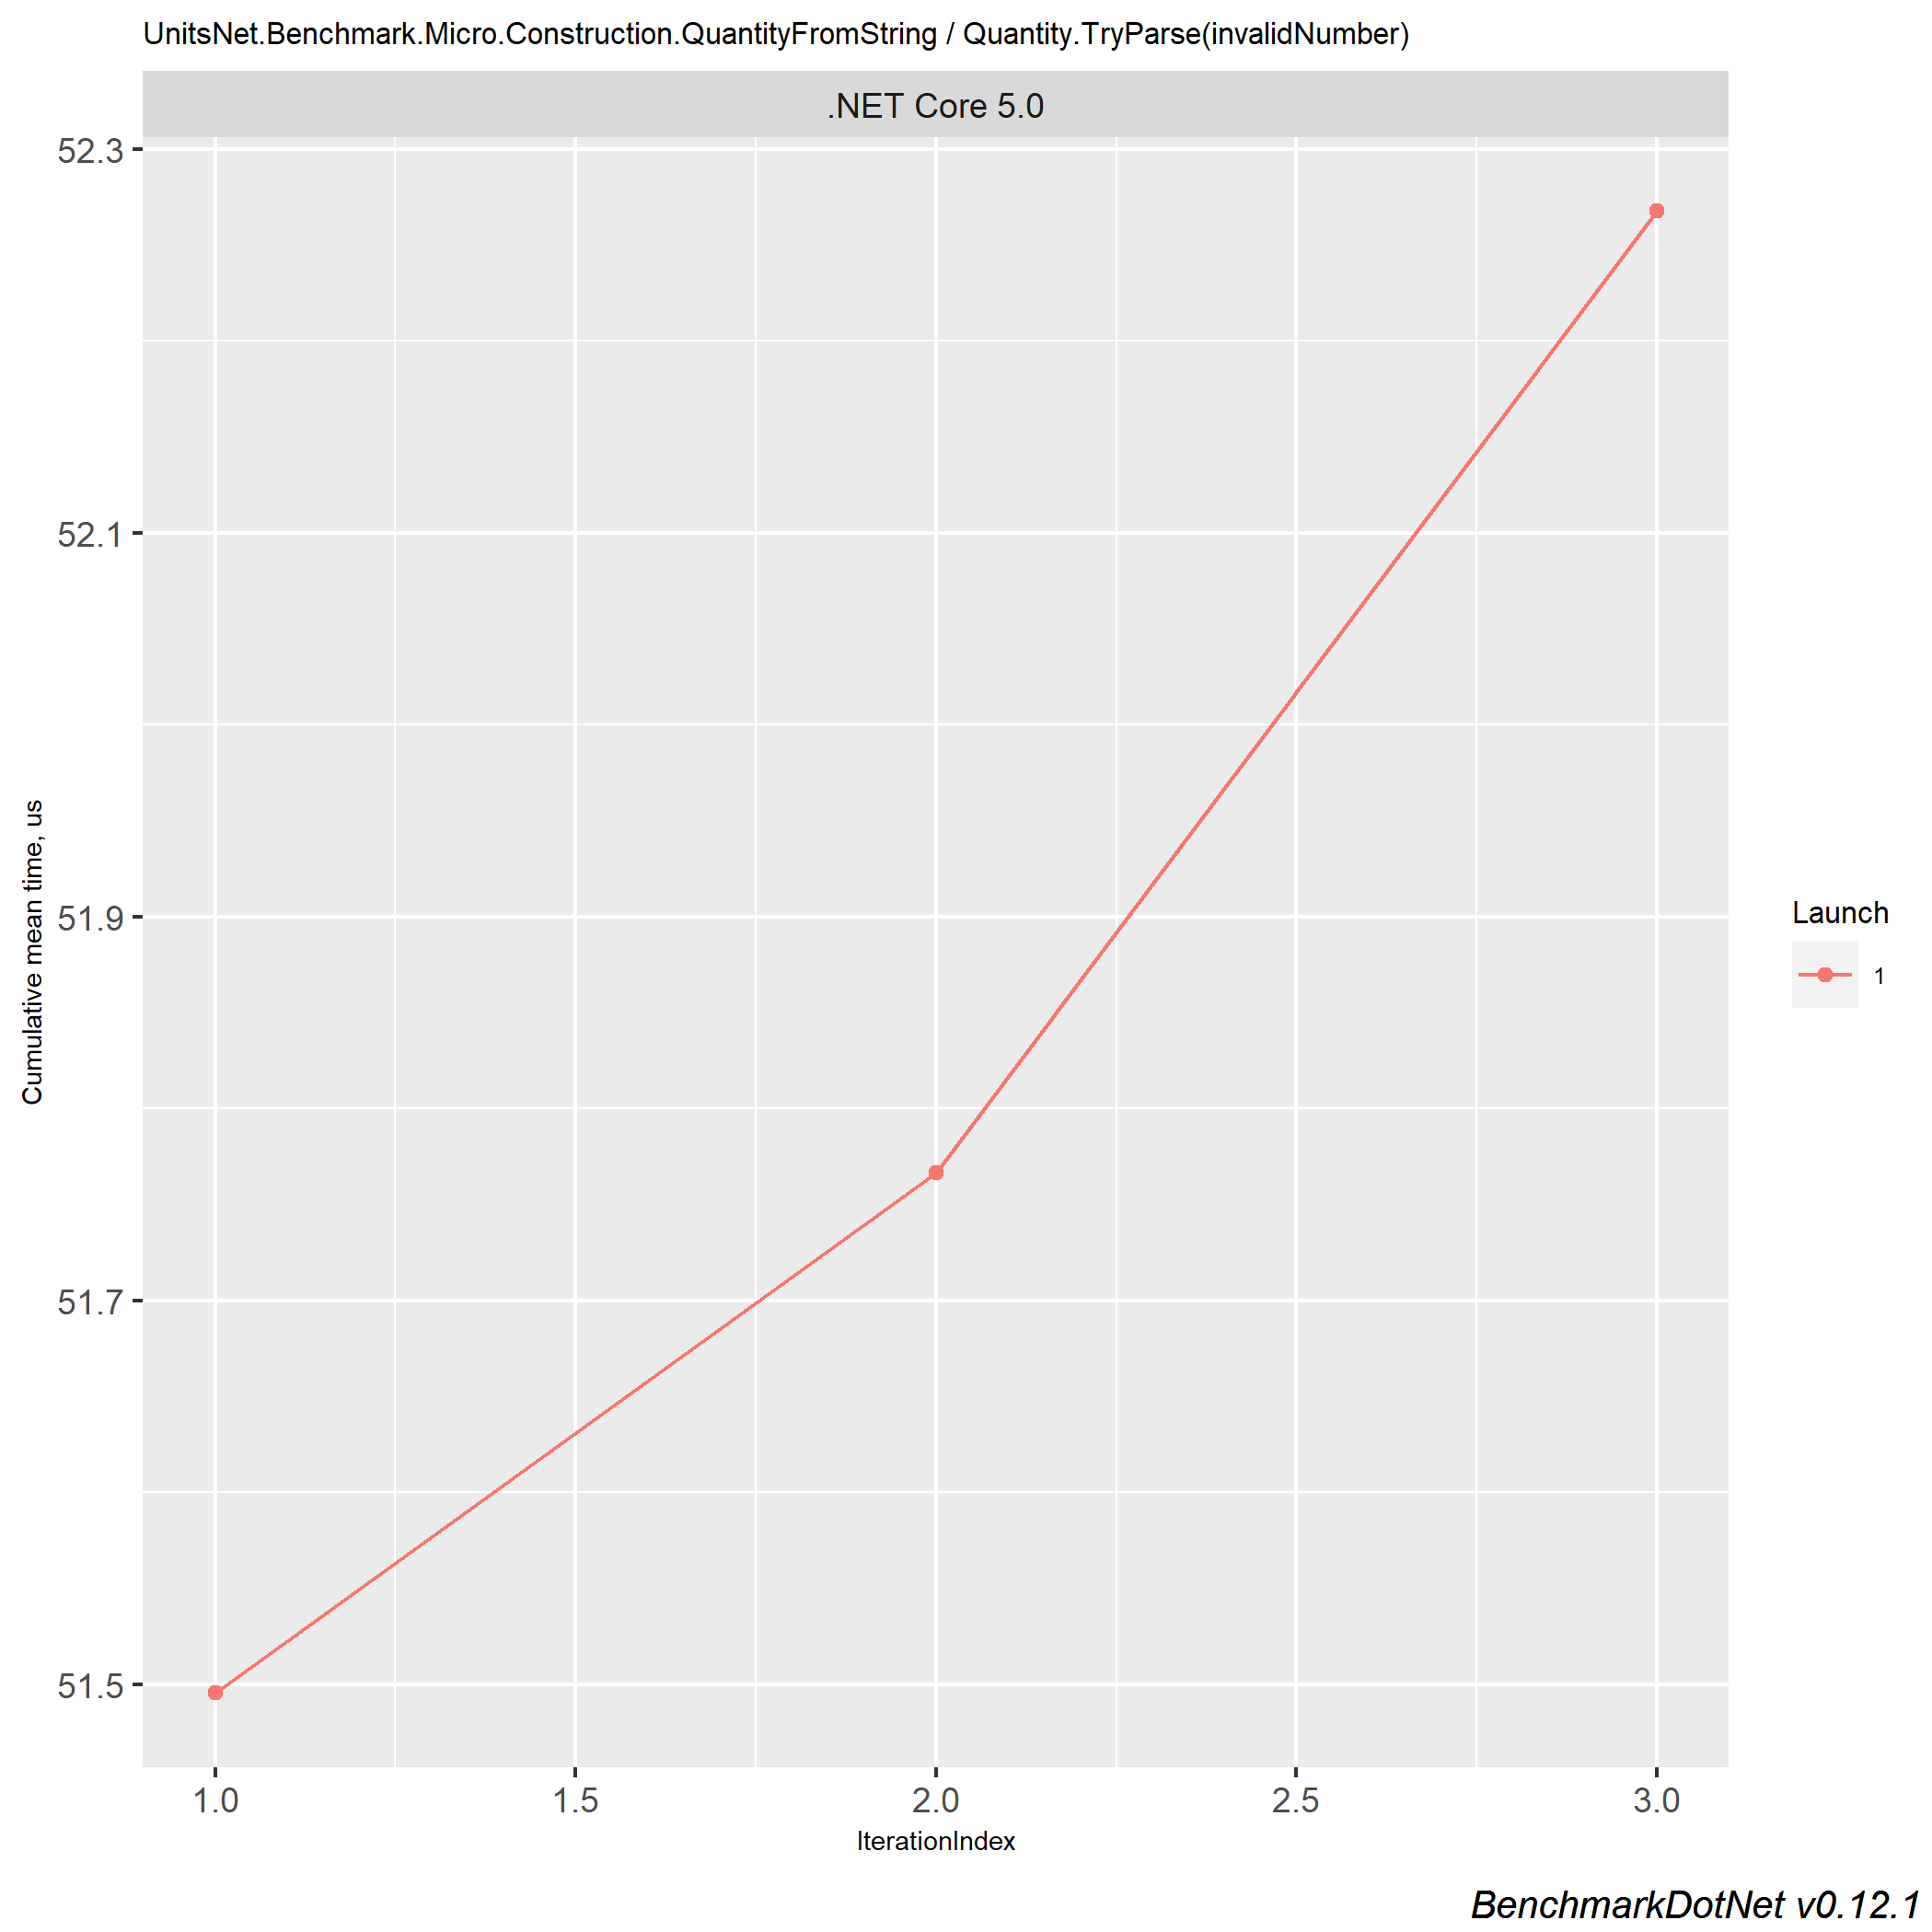 UnitsNet.Benchmark.Micro.Construction.QuantityFromString / Quantity.TryParse(invalidNumber)
.NET Core 5.0
52.3
52.1
51.9
51.7
51.5
Cumulative mean time, us
1.0 1.5 2.0 2.5 3.0
IterationIndex
Launch
1
BenchmarkDotNet v0.12.1